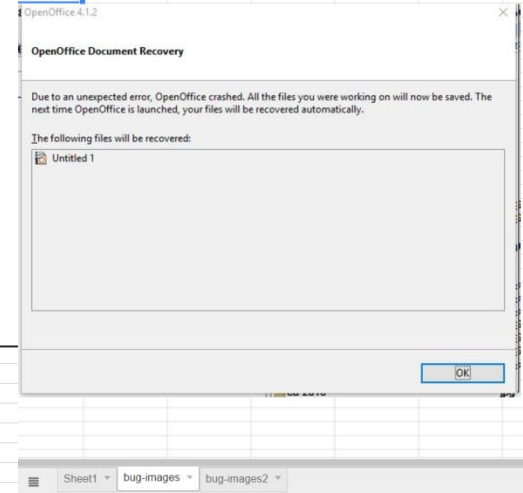 OpenOffice 4.1.2
OpenOffice Document Recovery
Due to an unexpected error, OpenOffice crashed. All the files you were working on will now be saved. The
next time OpenOffice is launched, your files will be recovered automatically.
The following files will be recovered:
Untitled 1
OK
Sheet1 bug-images bug-images2